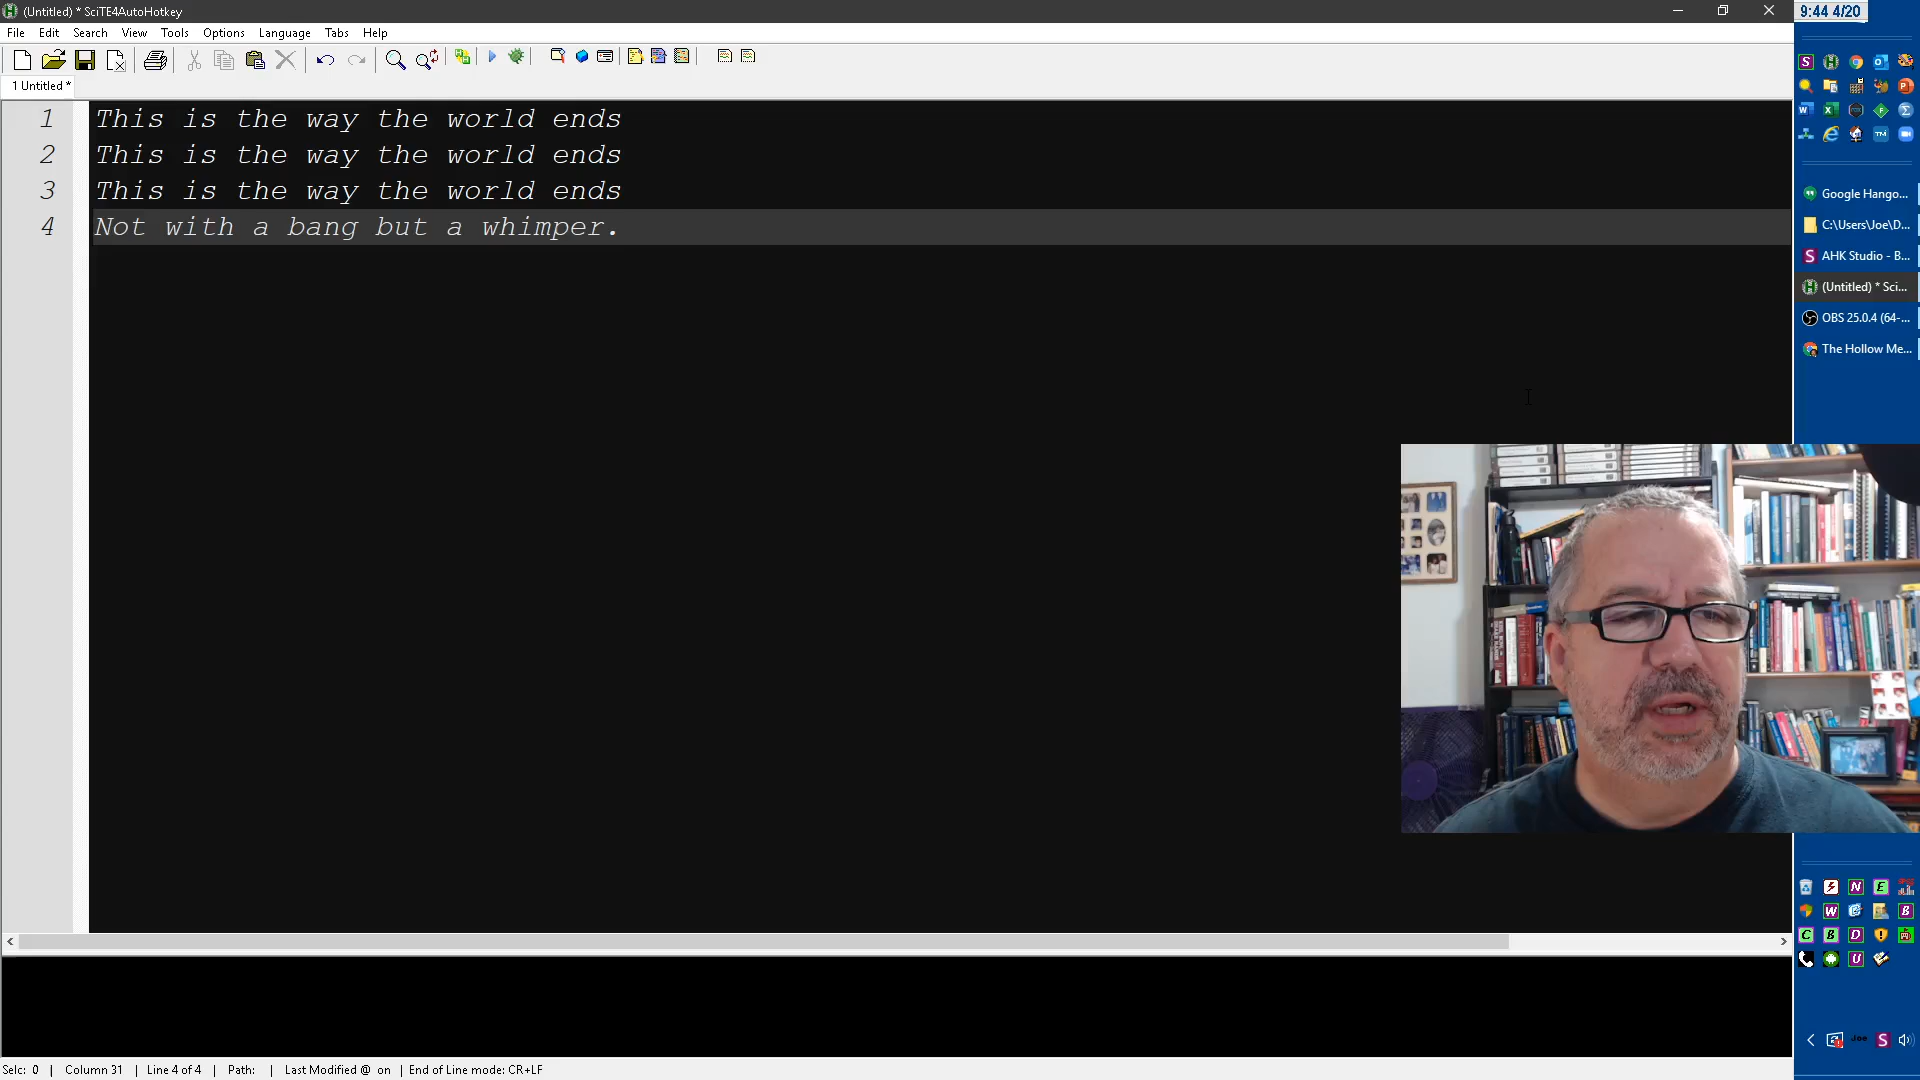 (Untitled) * SciTE4AutoHotkey
9:44 4/20
File Edit Search View Tools Options Language Tabs Help
1 Untitled *
1 This is the way the world ends
2 This is the way the world ends
3 This is the way the world ends
4 Not with a bang but a whimper.
Google Hango...
C:\Users\Joe\D...
AHK Studio - B...
(Untitled) * Sci...
OBS 25.0.4 (64-...
The Hollow Me...
Joe
Selc: 0 | Column 31 | Line 4 of 4 | Path: | Last Modified @ on | End of Line mode: CR+LF